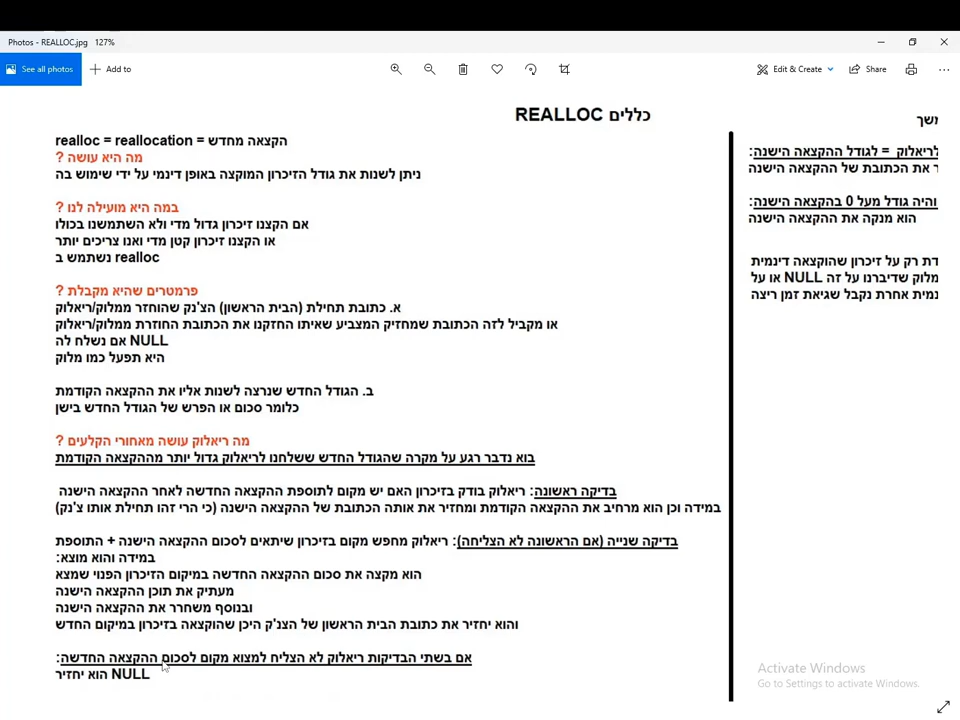 Photos - REALLOC.jpg 127%
See all photos
Add to
Edit & Create
Share
כללים REALLOC
realloc = reallocation = הקצאה מחדש
מה היא עושה ?
ניתן לשנות את גודל הזיכרון המוקצה באופן דינמי על ידי שימוש בה
במה היא מועילה לנו ?
אם הקצנו זיכרון גדול מדי ולא השתמשנו בכולו
או הקצנו זיכרון קטן מדי ואנו צריכים יותר
נשתמש ב realloc
פרמטרים שהיא מקבלת ?
א. כתובת תחילת (הבית הראשון) הצ'נק שהוחזר ממלוק/ריאלוק
או מקביל לזה הכתובת שמחזיק המצביע שאיתו החזקנו את הכתובת החוזרת ממלוק/ריאלוק
אם נשלח לה NULL
היא תפעל כמו מלוק
ב. הגודל החדש שנרצה לשנות אליו את ההקצאה הקודמת
כלומר סכום או הפרש של הגודל החדש בישן
מה ריאלוק עושה מאחורי הקלעים ?
בוא נדבר רגע על מקרה שהגודל החדש ששלחנו לריאלוק גדול יותר מההקצאה הקודמת
בדיקה ראשונה: ריאלוק בודק בזיכרון האם יש מקום לתוספת ההקצאה החדשה לאחר ההקצאה הישנה
במידה וכן הוא מרחיב את ההקצאה הקודמת ומחזיר את אותה הכתובת של ההקצאה הישנה (כי הרי זהו תחילת אותו צ'נק)
בדיקה שנייה (אם הראשונה לא הצליחה): ריאלוק מחפש מקום בזיכרון שיתאים לסכום ההקצאה הישנה + התוספת
במידה והוא מוצא:
הוא מקצה את סכום ההקצאה החדשה במיקום הזיכרון הפנוי שמצא
מעתיק את תוכן ההקצאה הישנה
ובנוסף משחרר את ההקצאה הישנה
והוא יחזיר את כתובת הבית הראשון של הצנ'ק היכן שהוקצאה בזיכרון במיקום החדש
אם בשתי הבדיקות ריאלוק לא הצליח למצוא מקום לסכום ההקצאה החדשה:
הוא יחזיר NULL
משך
לריאלוק = לגודל ההקצאה הישנה:
ר את הכתובת של ההקצאה הישנה
והיה גודל מעל 0 בהקצאה הישנה:
הוא מנקה את ההקצאה הישנה
דת רק על זיכרון שהוקצאה דינמית
מלוק שדיברנו על זה NULL או על
נמית אחרת נקבל שגיאת זמן ריצה
Activate Windows
Go to Settings to activate Windows.